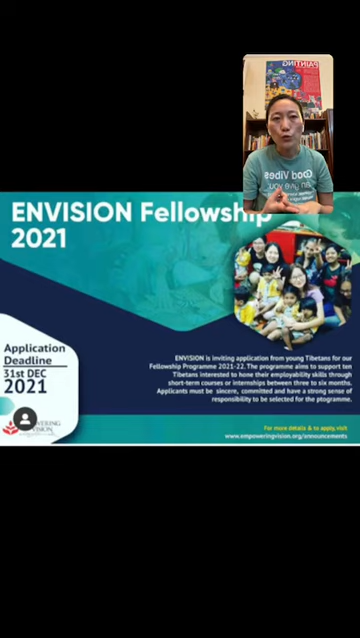 PAINTING
Good Vibes
ENVISION Fellowship
2021
Application
Deadline
31ST DEC
2021
ENVISION is inviting application from young Tibetans for our
Fellowship Programme 2021-22. The programme aims to support ten
Tibetans interested to hone their employability skills through
short-term courses or internships between three to six months.
Applicants must be sincere, committed and have a strong sense of
responsibility to be selected for the ptogramme.
For more details & to apply, visit
www.empoweringvision.org/announcements